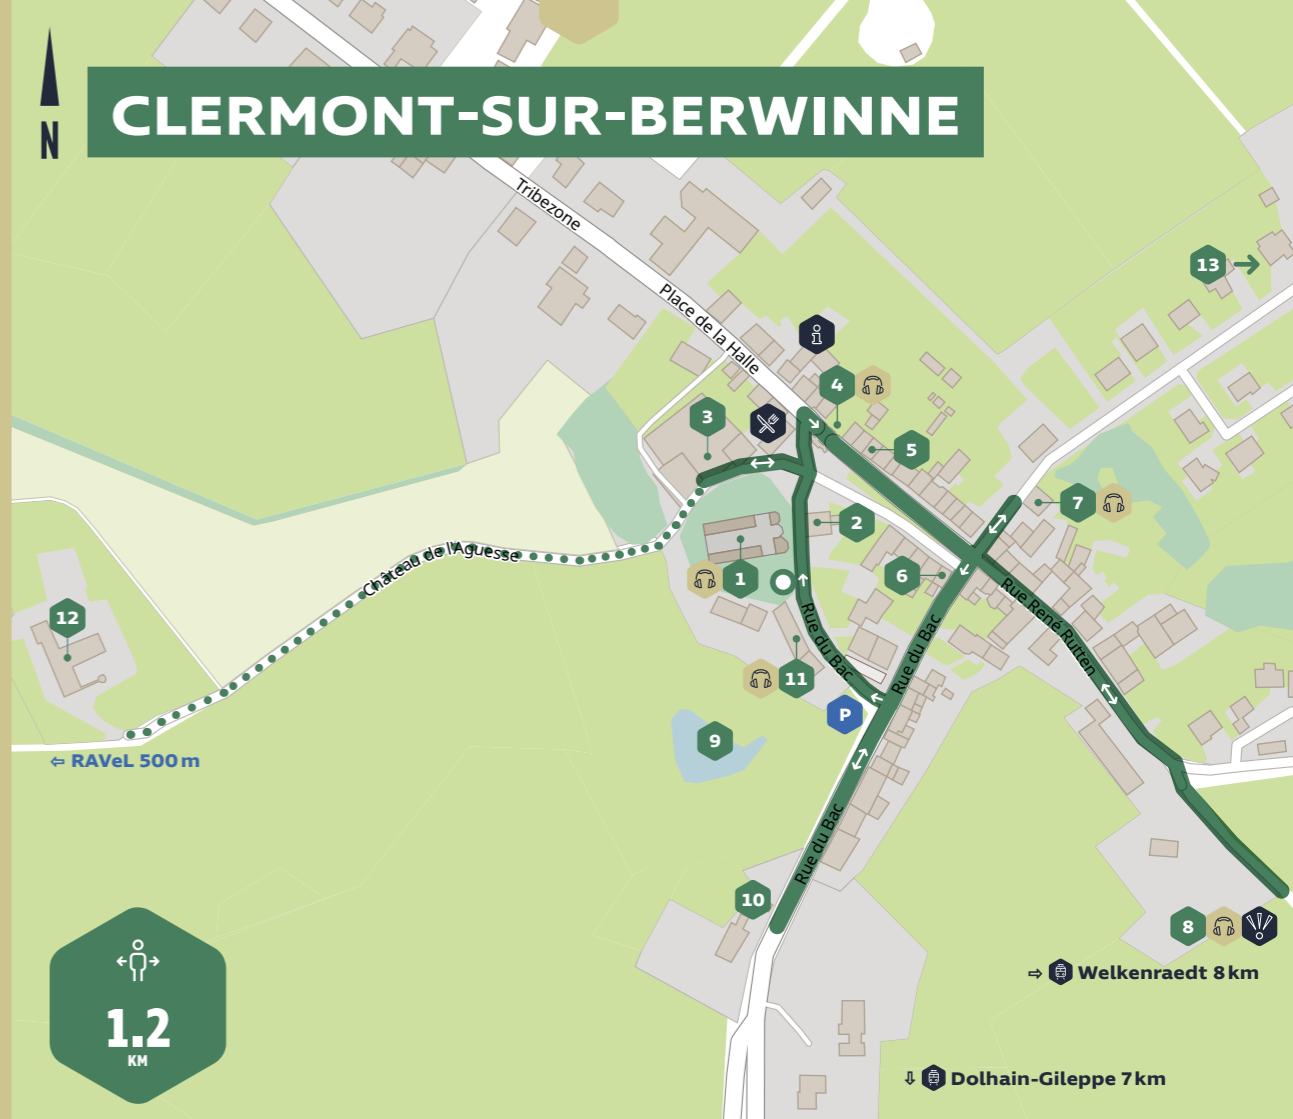 CLERMONT-SUR-BERWINNE
N
Tribezone
13
Place de la Halle
4
3
5
7
2
Château de l'Aguesse
1
6
12
Rue René Rutten
Rue du Bac
Rue du Bac
11
P
9
⇦ RAVeL 500 m
Rue du Bac
10
8
1.2
KM
⇨ Welkenraedt 8 km
⇩ Dolhain-Gileppe 7 km